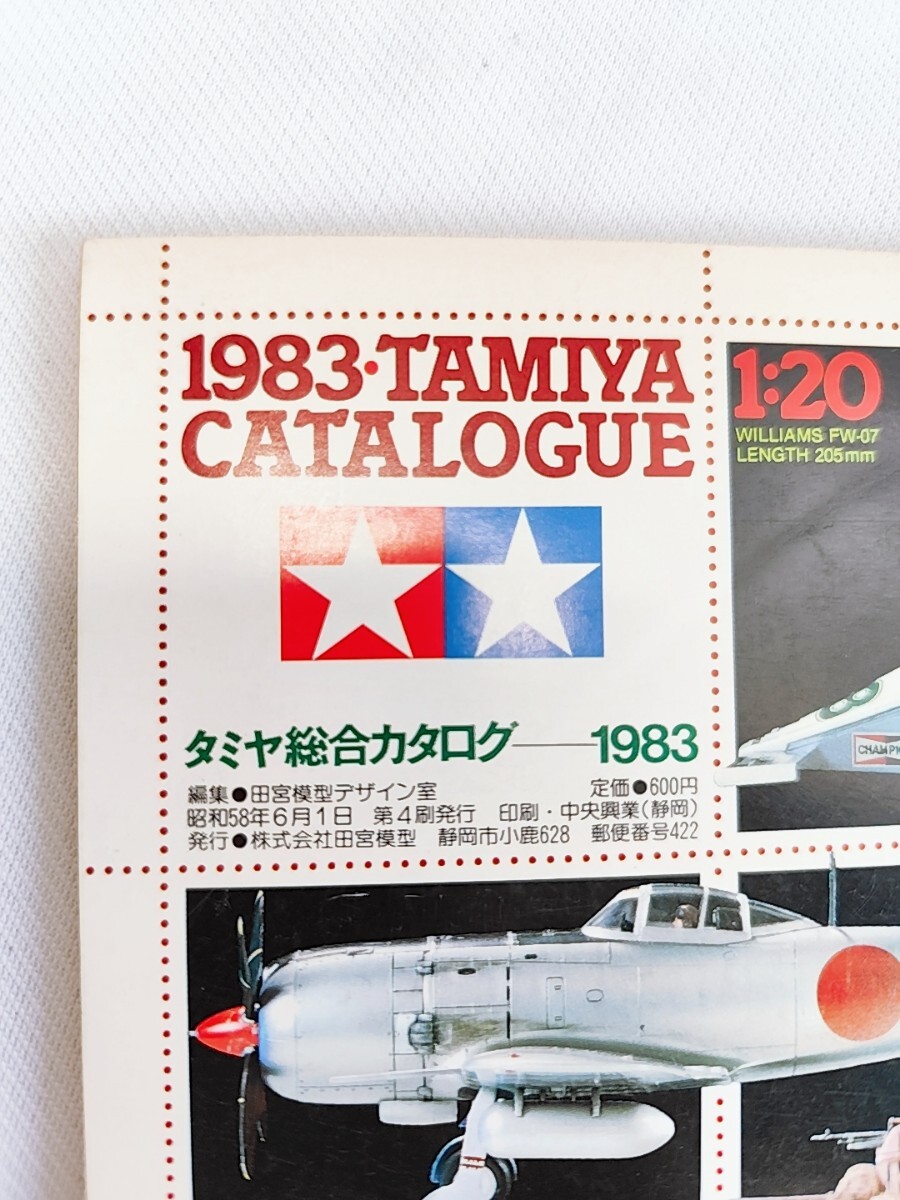 1983・TAMIYA
CATALOGUE
タミヤ総合カタログ――1983
編集●田宮模型デザイン室 定価●600円
昭和58年6月1日 第4刷発行 印刷・中央興業(静岡)
発行●株式会社田宮模型 静岡市小鹿628 郵便番号422
1:20
WILLIAMS FW-07
LENGTH 205mm
8